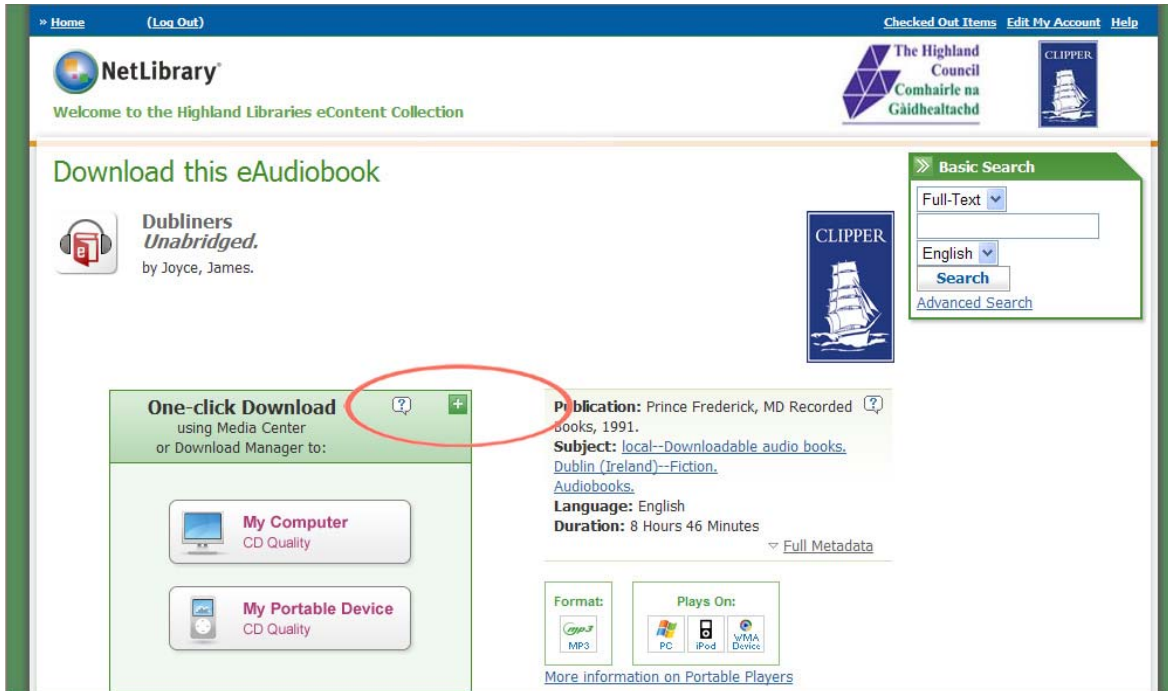 » Home (Log Out) Checked Out Items Edit My Account Help
NetLibrary®
Welcome to the Highland Libraries eContent Collection
The Highland
Council
Comhairle na
Gàidhealtachd
CLIPPER
Download this eAudiobook
Dubliners
Unabridged.
by Joyce, James.
CLIPPER
» Basic Search
Full-Text
English
Search
Advanced Search
One-click Download
using Media Center
or Download Manager to:
My Computer
CD Quality
My Portable Device
CD Quality
Publication: Prince Frederick, MD Recorded
Books, 1991.
Subject: local--Downloadable audio books.
Dublin (Ireland)--Fiction.
Audiobooks.
Language: English
Duration: 8 Hours 46 Minutes
Full Metadata
Format:
mp3
MP3
Plays On:
PC iPod WMA
Device
More information on Portable Players